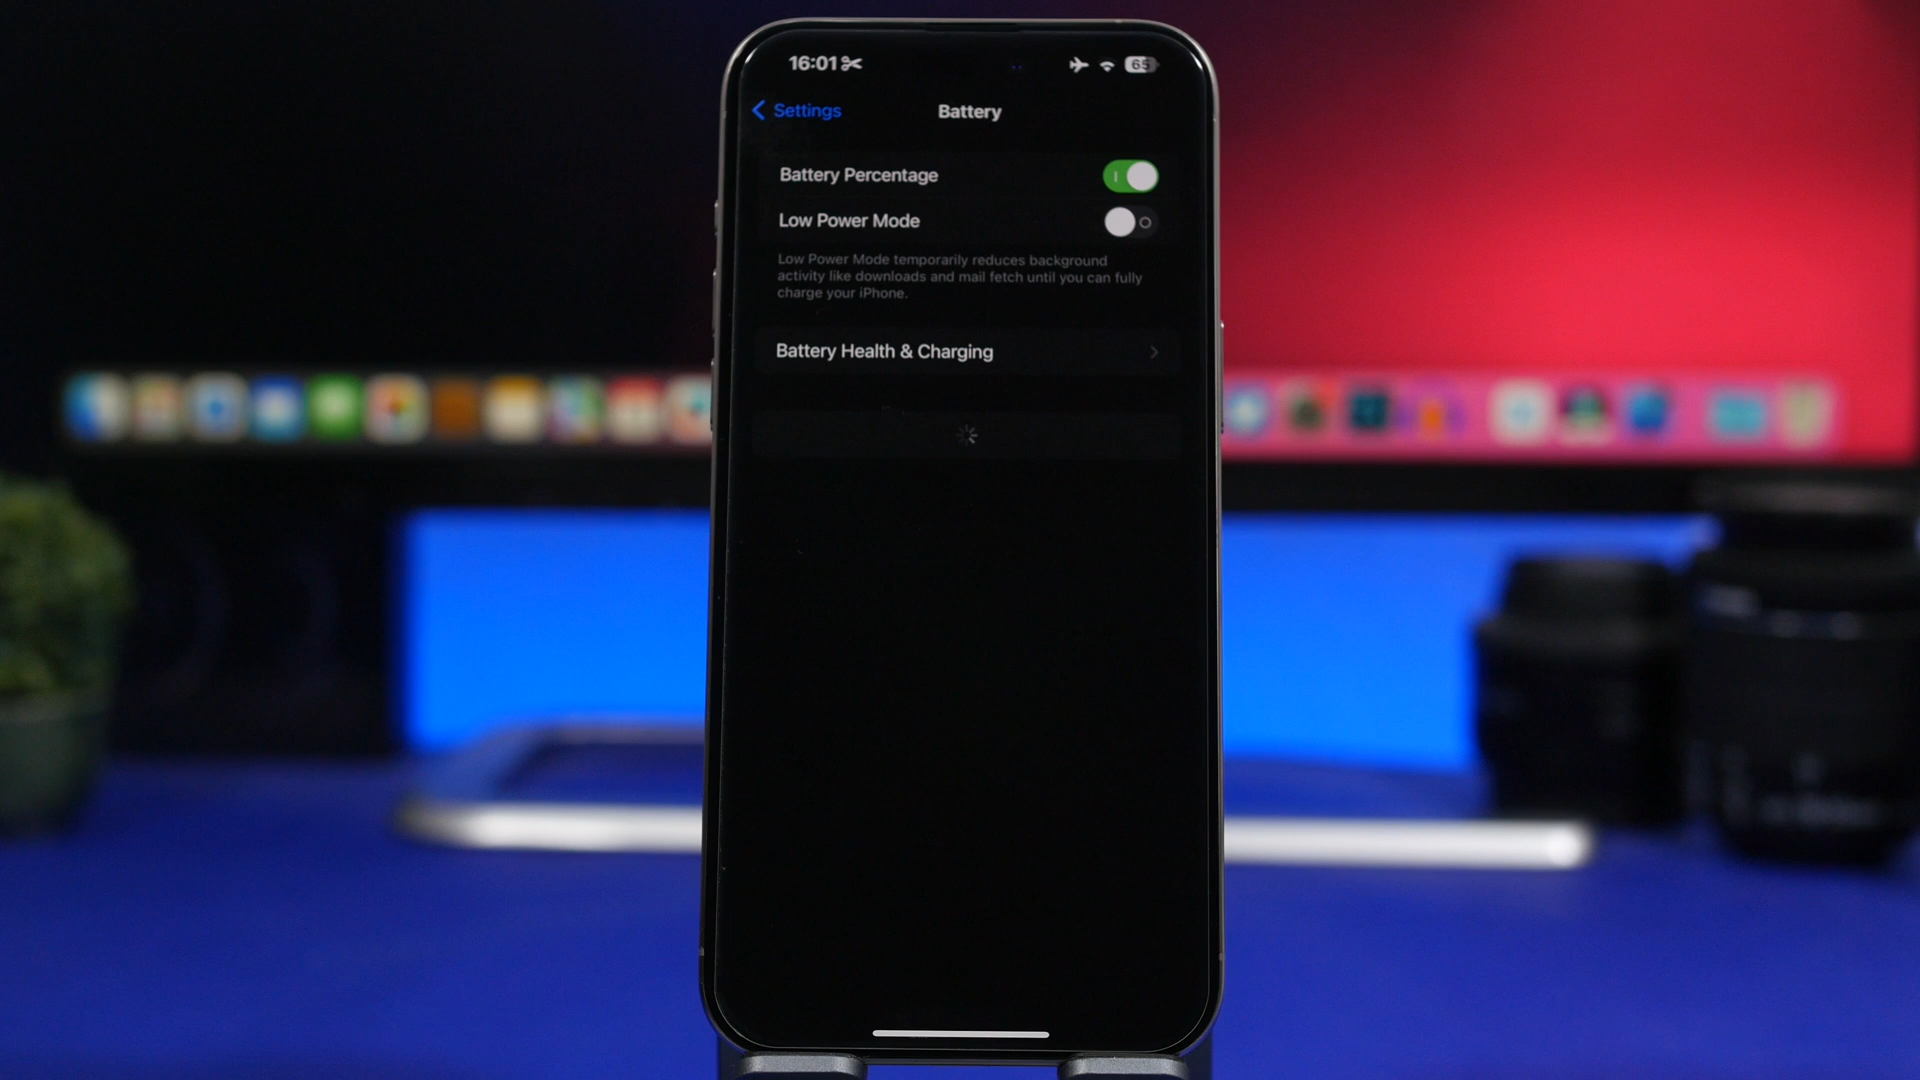 16:01
65
Settings
Battery
Battery Percentage
Low Power Mode
Low Power Mode temporarily reduces background
activity like downloads and mail fetch until you can fully
charge your iPhone.
Battery Health & Charging